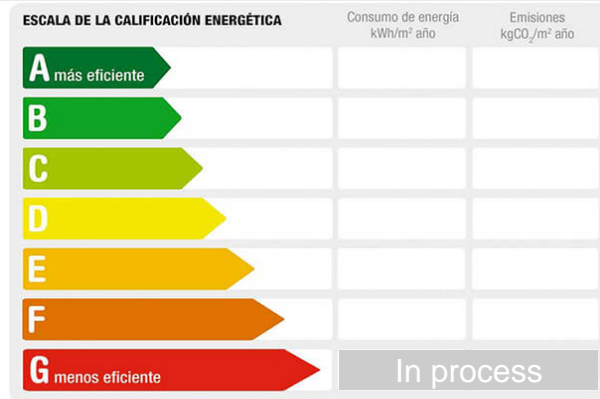 ESCALA DE LA CALIFICACIÓN ENERGÉTICA
Consumo de energía
kWh/m² año
Emisiones
kgCO₂/m² año
A más eficiente
B
C
D
E
F
G menos eficiente
In process